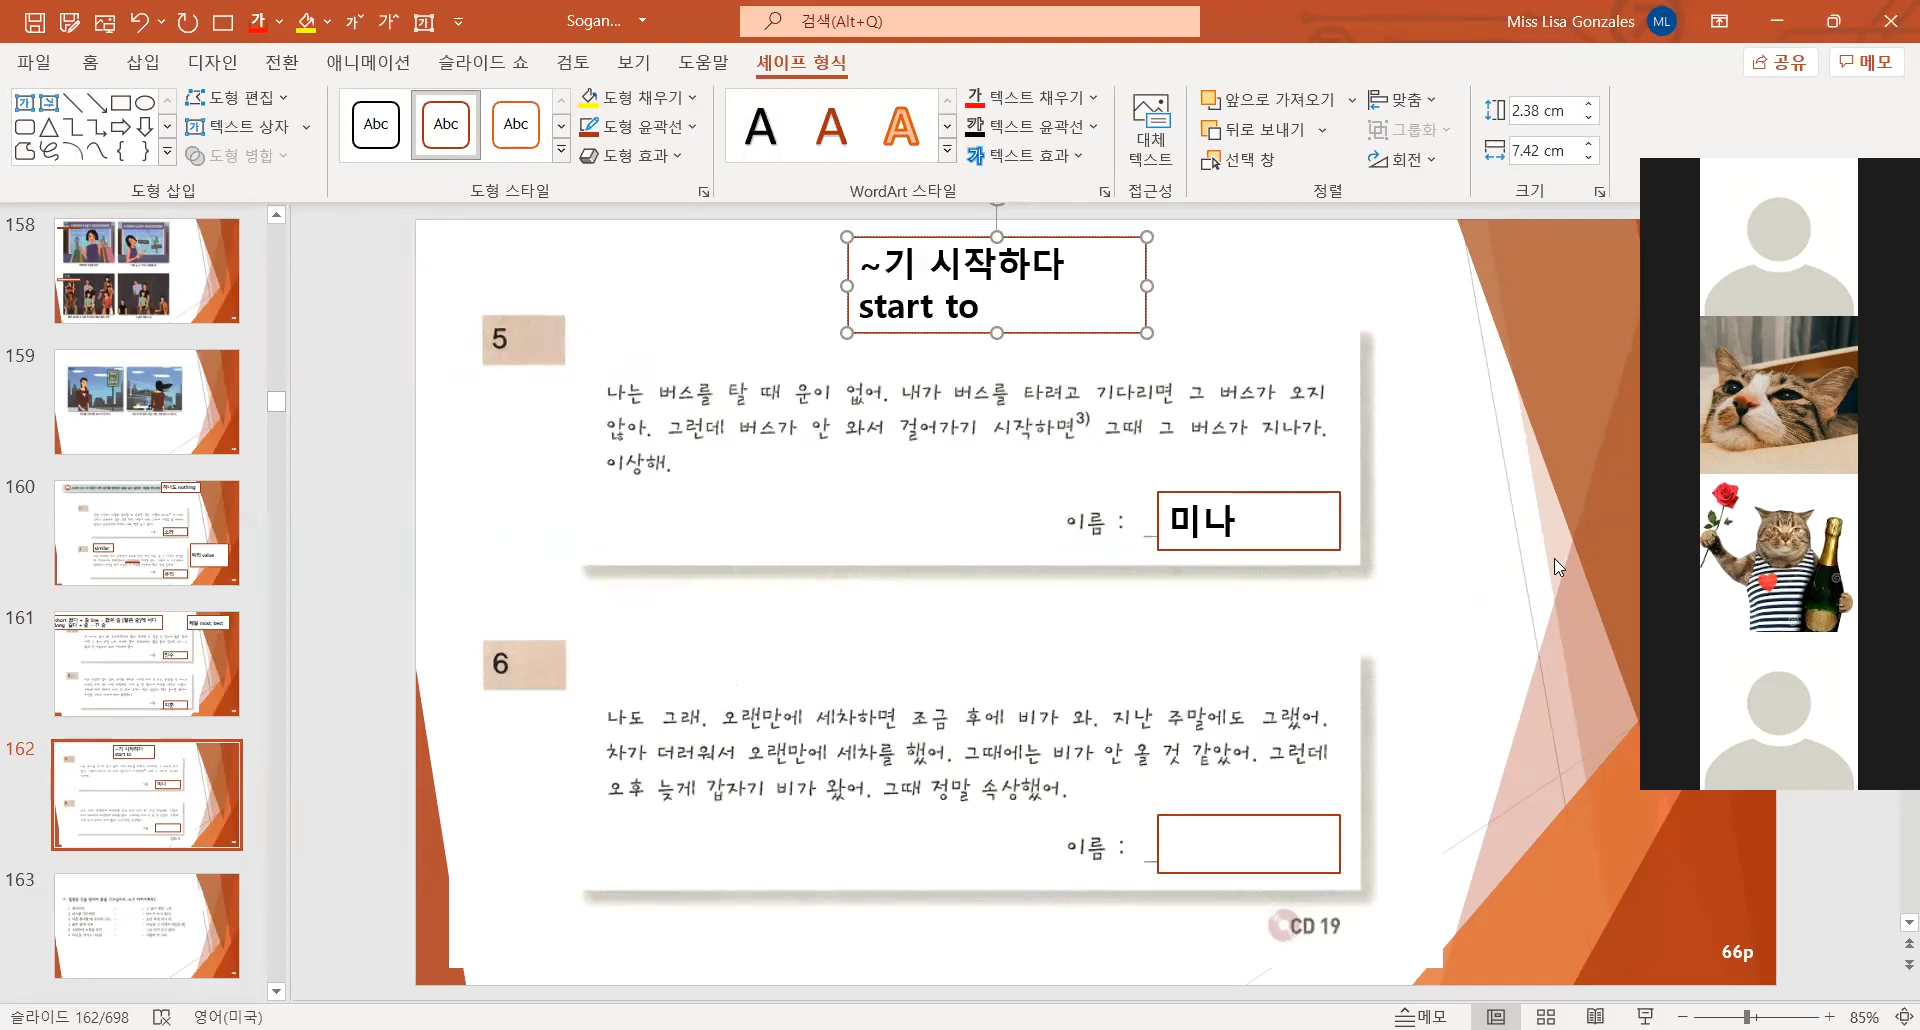 Sogan...
검색(Alt+Q)
Miss Lisa Gonzales
ML
파일 홈 삽입 디자인 전환 애니메이션 슬라이드 쇼 검토 보기 도움말 셰이프 형식
공유
메모
도형 편집
텍스트 상자
도형 병합
도형 삽입
Abc Abc Abc
도형 채우기
도형 윤곽선
도형 효과
도형 스타일
A A A
텍스트 채우기
텍스트 윤곽선
텍스트 효과
WordArt 스타일
대체
텍스트
접근성
앞으로 가져오기
뒤로 보내기
선택 창
맞춤
그룹화
회전
정렬
2.38 cm
7.42 cm
크기
158
159
160
161
162
163
~기 시작하다
start to
5
나는 버스를 탈 때 운이 없어. 내가 버스를 타려고 기다리면 그 버스가 오지
않아. 그런데 버스가 안 와서 걸어가기 시작하면3) 그때 그 버스가 지나가.
이상해.
이름 :
미나
6
나도 그래. 오랜만에 세차하면 조금 후에 비가 와. 지난 주말에도 그랬어.
차가 더러워서 오랜만에 세차를 했어. 그때에는 비가 안 올 것 같았어. 그런데
오후 늦게 갑자기 비가 왔어. 그때 정말 속상했어.
이름 :
CD 19
66p
슬라이드 162/698
영어(미국)
메모
85%